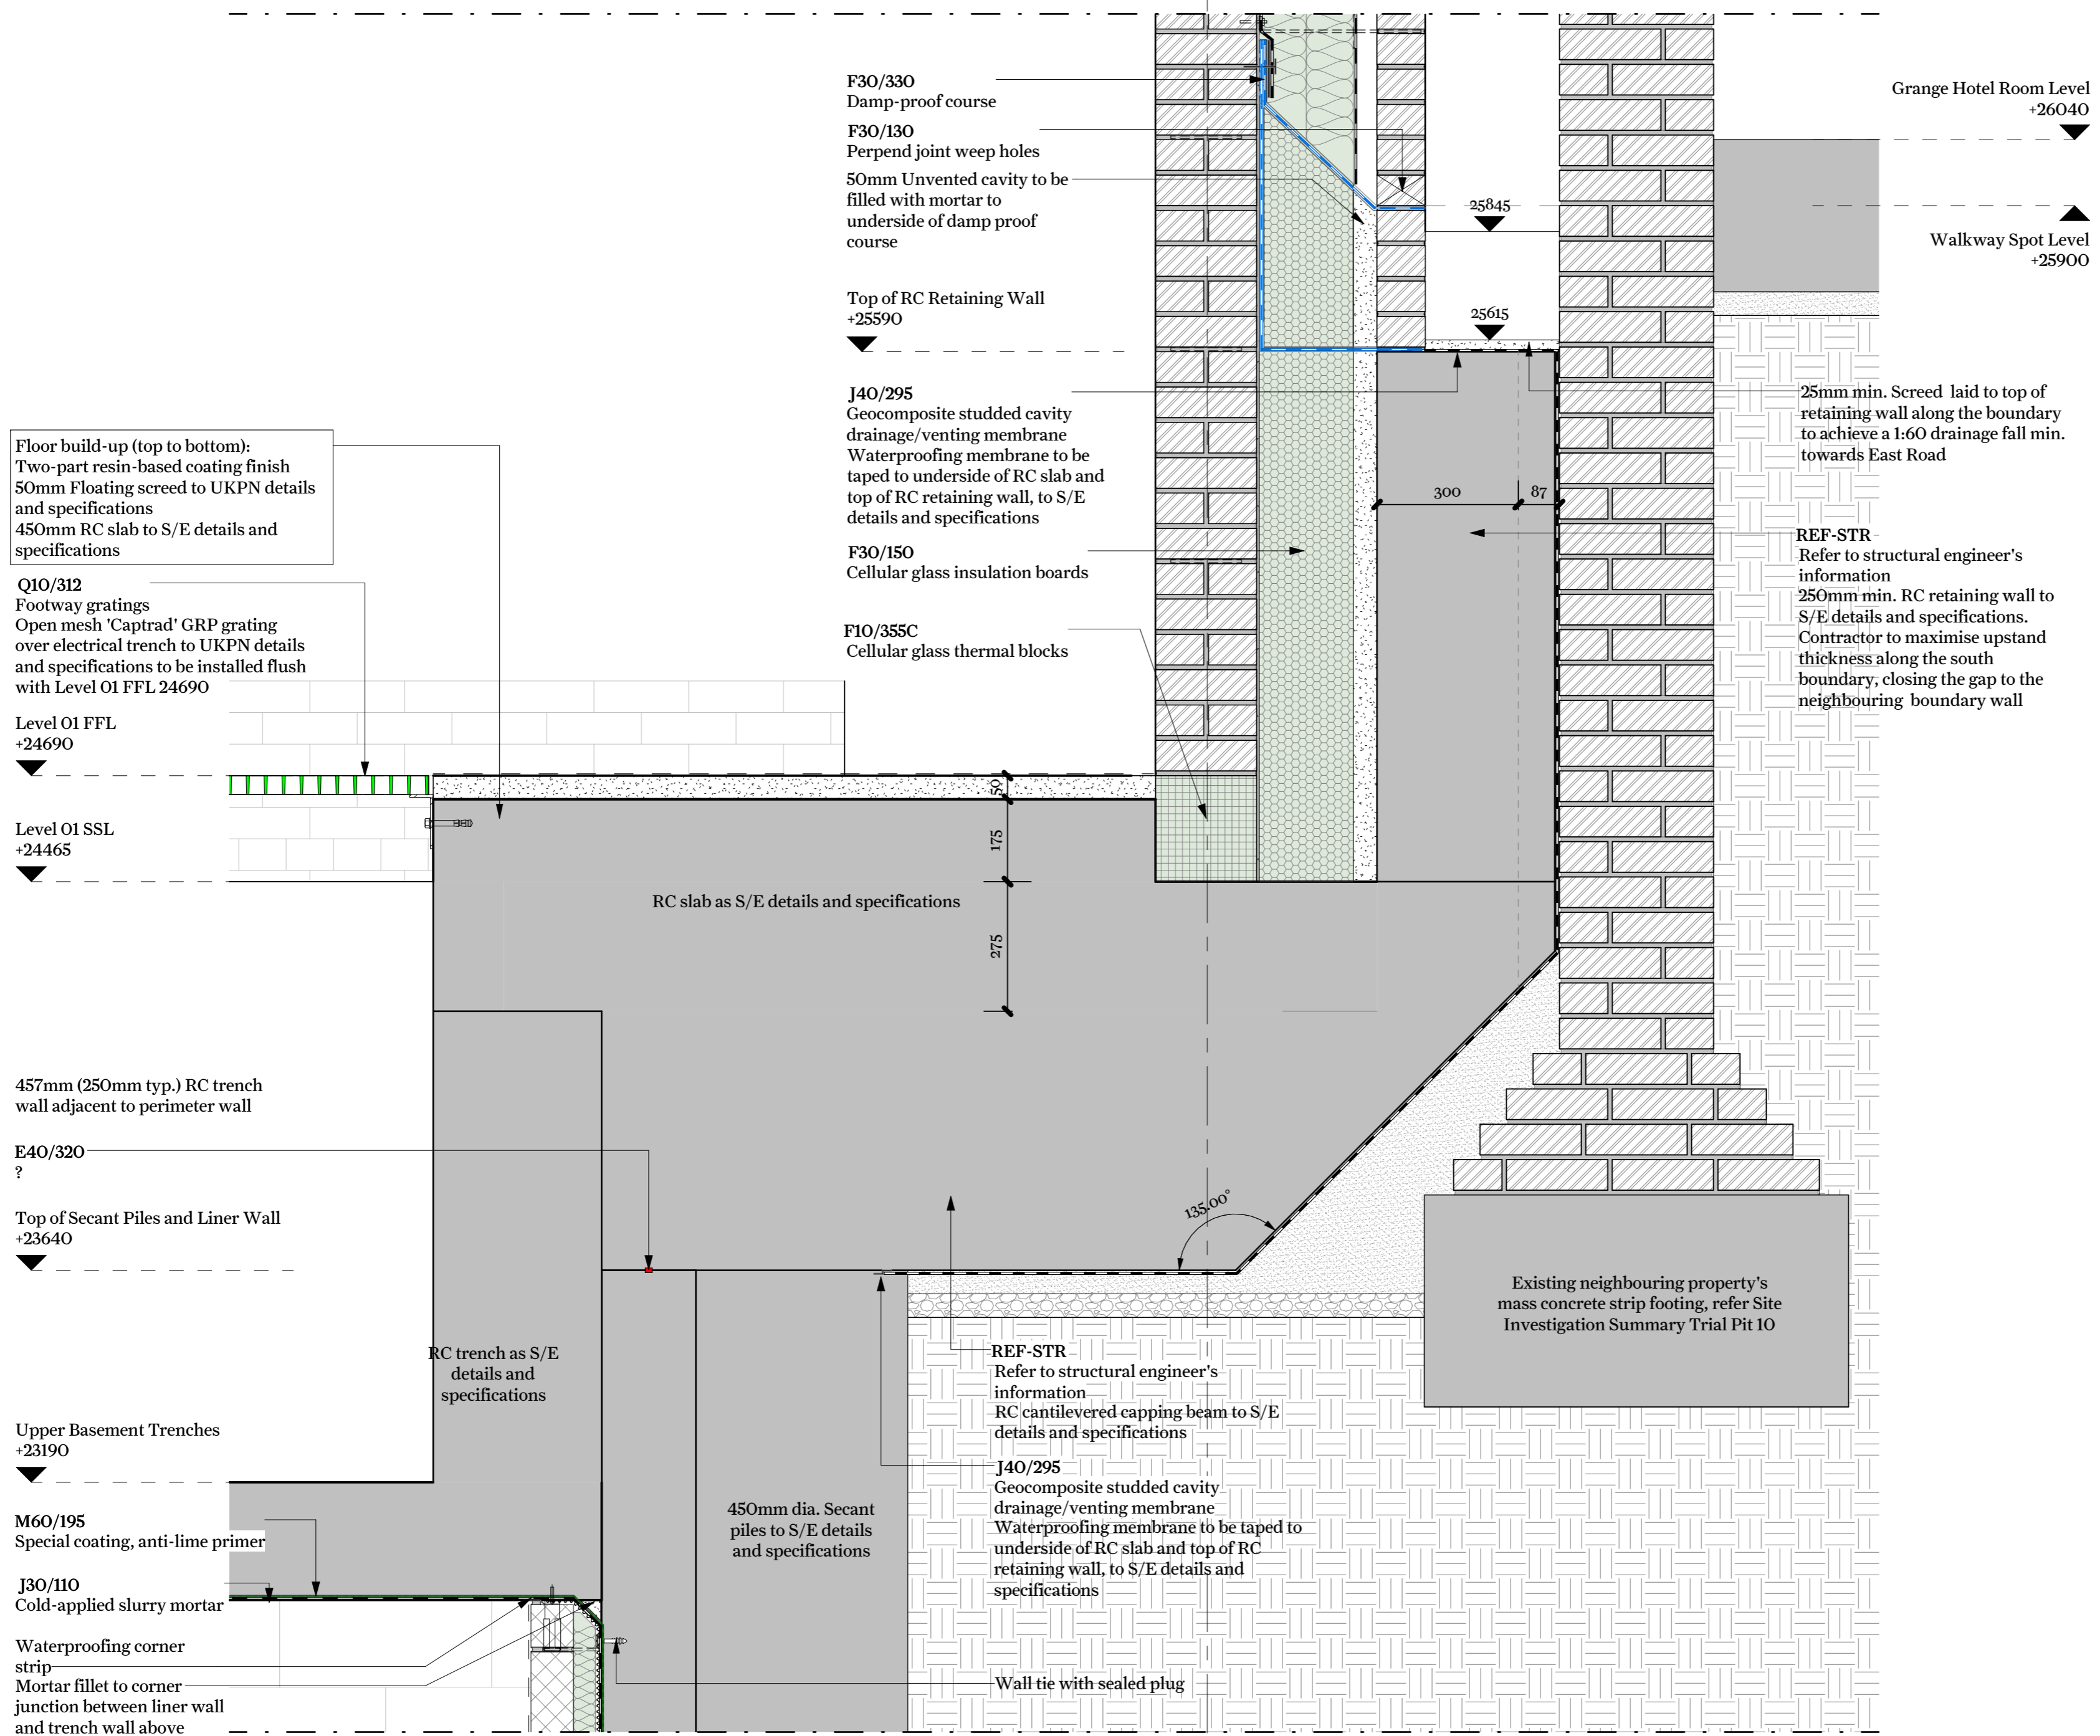 F30/330
Damp-proof course
F30/130
Perpend joint weep holes
50mm Unvented cavity to be
filled with mortar to
underside of damp proof
course
Top of RC Retaining Wall
+25590
J40/295
Geocomposite studded cavity
drainage/venting membrane
Waterproofing membrane to be
taped to underside of RC slab and
top of RC retaining wall, to S/E
details and specifications
F30/150
Cellular glass insulation boards
F10/355C
Cellular glass thermal blocks
Grange Hotel Room Level
+26040
25845
Walkway Spot Level
+25900
25615
25mm min. Screed laid to top of
retaining wall along the boundary
to achieve a 1:60 drainage fall min.
towards East Road
300
87
REF-STR
Refer to structural engineer's
information
250mm min. RC retaining wall to
S/E details and specifications.
Contractor to maximise upstand
thickness along the south
boundary, closing the gap to the
neighbouring boundary wall
Floor build-up (top to bottom):
Two-part resin-based coating finish
50mm Floating screed to UKPN details
and specifications
450mm RC slab to S/E details and
specifications
Q10/312
Footway gratings
Open mesh 'Captrad' GRP grating
over electrical trench to UKPN details
and specifications to be installed flush
with Level 01 FFL 24690
Level 01 FFL
+24690
Level 01 SSL
+24465
50
175
275
RC slab as S/E details and specifications
457mm (250mm typ.) RC trench
wall adjacent to perimeter wall
E40/320
?
Top of Secant Piles and Liner Wall
+23640
135.00°
Existing neighbouring property's
mass concrete strip footing, refer Site
Investigation Summary Trial Pit 10
RC trench as S/E
details and
specifications
REF-STR
Refer to structural engineer's
information
RC cantilevered capping beam to S/E
details and specifications
J40/295
Geocomposite studded cavity
drainage/venting membrane
Waterproofing membrane to be taped to
underside of RC slab and top of RC
retaining wall, to S/E details and
specifications
Upper Basement Trenches
+23190
450mm dia. Secant
piles to S/E details
and specifications
M60/195
Special coating, anti-lime primer
J30/110
Cold-applied slurry mortar
Waterproofing corner
strip
Mortar fillet to corner
junction between liner wall
and trench wall above
Wall tie with sealed plug